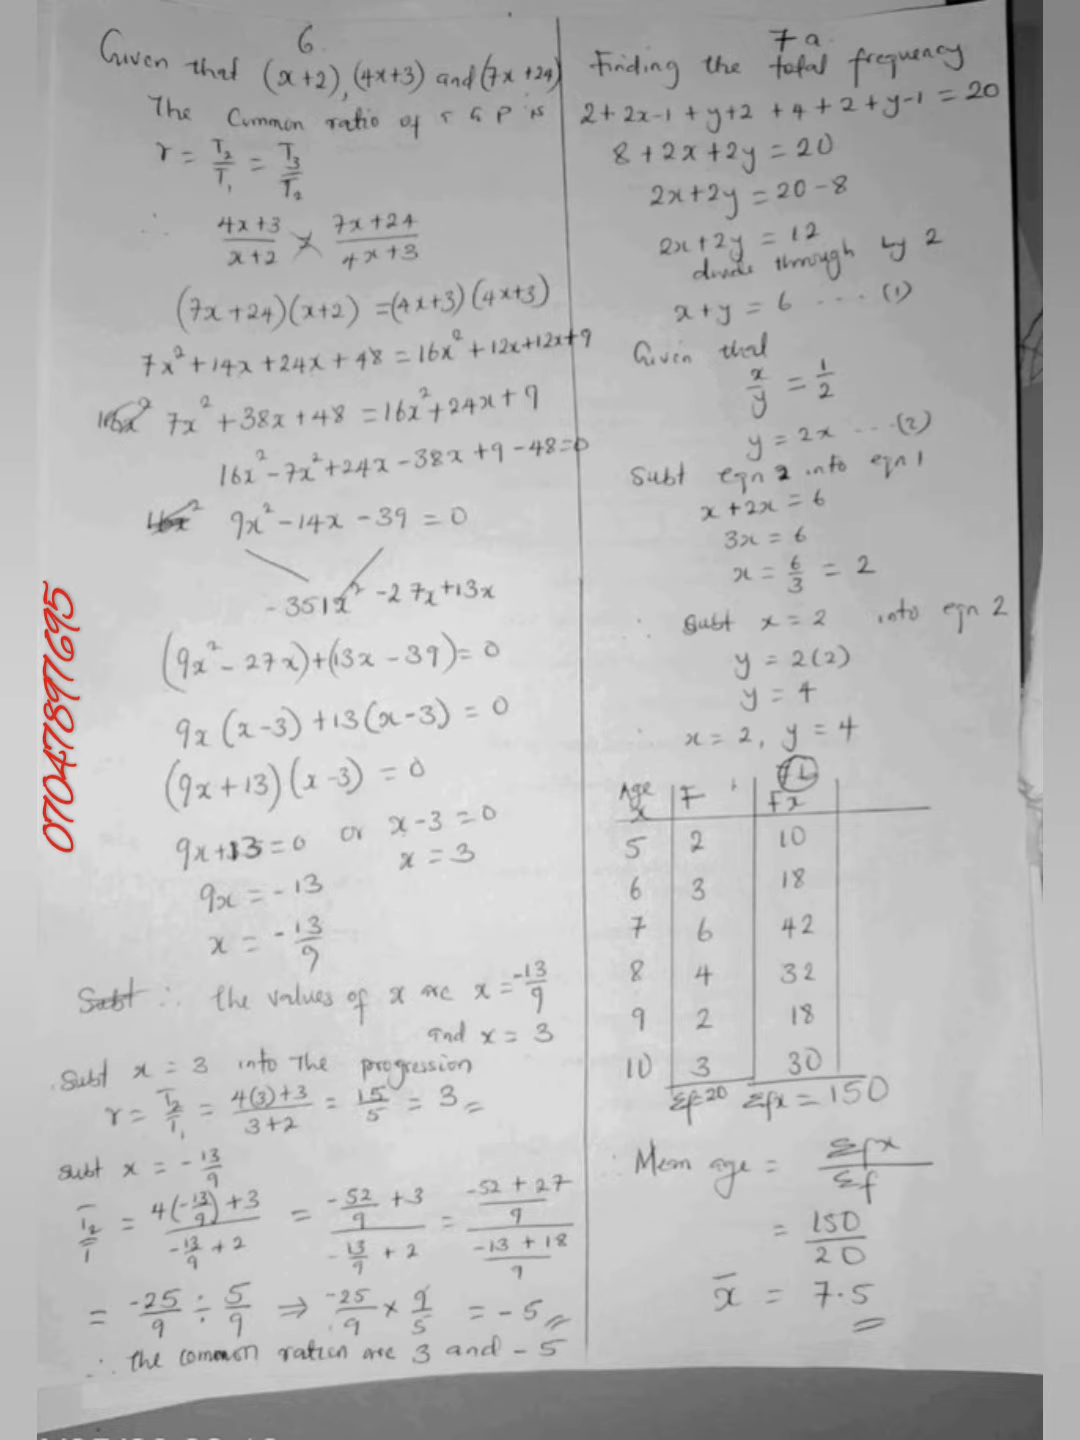 6
Given that (x+2), (4x+3) and (7x+24)
The Common ratio of G P is
r = T₂/T₁ = T₃/T₂
∴ (4x+3)/(x+2) = (7x+24)/(4x+3)
(7x+24)(x+2) = (4x+3)(4x+3)
7x²+14x+24x+48 = 16x²+12x+12x+9
7x²+38x+48 = 16x²+24x+9
16x²-7x²+24x-38x+9-48=0
9x²-14x-39=0
-351x² -27x+13x
(9x²-27x)+(13x-39)=0
9x(x-3)+13(x-3)=0
(9x+13)(x-3)=0
9x+13=0 or x-3=0
x=3
9x=-13
x=-13/9
Subt ∴ the values of x are x=-13/9
and x=3
Subt x=3 into the progression
r = T₂/T₁ = (4(3)+3)/(3+2) = 15/5 = 3
Subt x=-13/9
T₂/T₁ = (4(-13/9)+3)/(-13/9+2) = (-52/9+3)/(-13/9+2) = ((-52+27)/9)/((-13+18)/9)
= -25/9 ÷ 5/9 ⇒ -25/9 × 9/5 = -5
∴ the common ration are 3 and -5
7a.
Finding the total frequency
2+2x-1+y+2+4+2+y-1=20
8+2x+2y=20
2x+2y=20-8
2x+2y=12
divide through by 2
x+y=6 ....(1)
Given that
x/y = 1/2
y=2x ....(2)
Subt eqn 2 into eqn 1
x+2x=6
3x=6
x=6/3=2
∴ Subt x=2 into eqn 2
y=2(2)
y=4
∴ x=2, y=4
7b
Age x F Fx
5 2 10
6 3 18
7 6 42
8 4 32
9 2 18
10 3 30
Σf=20 Σfx=150
∴ Mean age = Σfx/Σf
= 150/20
x̄ = 7.5
07047897695